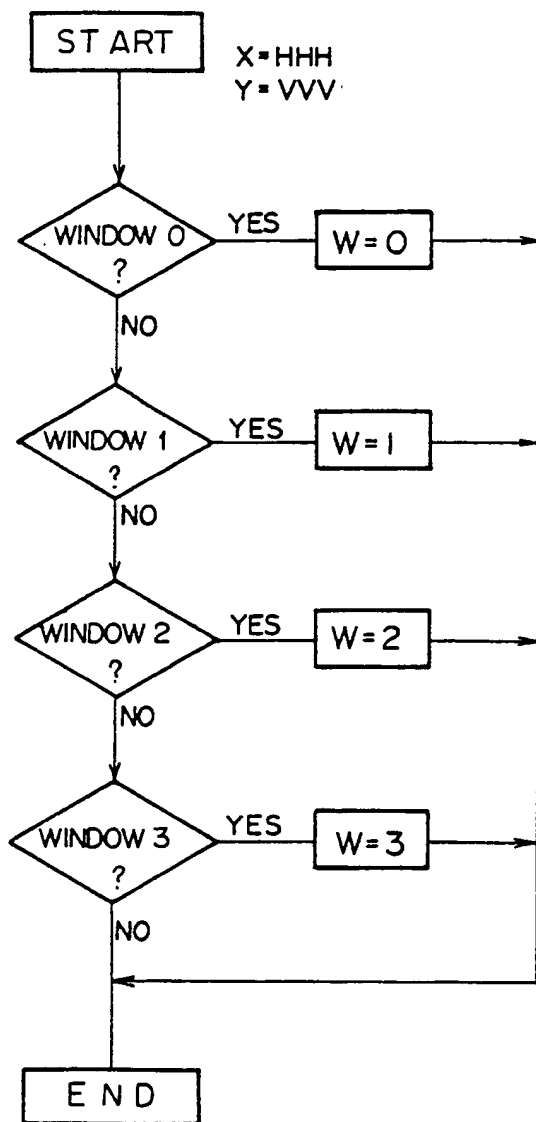 START
X=HHH
Y=VVV
WINDOW 0
?
YES
W=0
NO
WINDOW 1
?
YES
W=1
NO
WINDOW 2
?
YES
W=2
NO
WINDOW 3
?
YES
W=3
NO
END